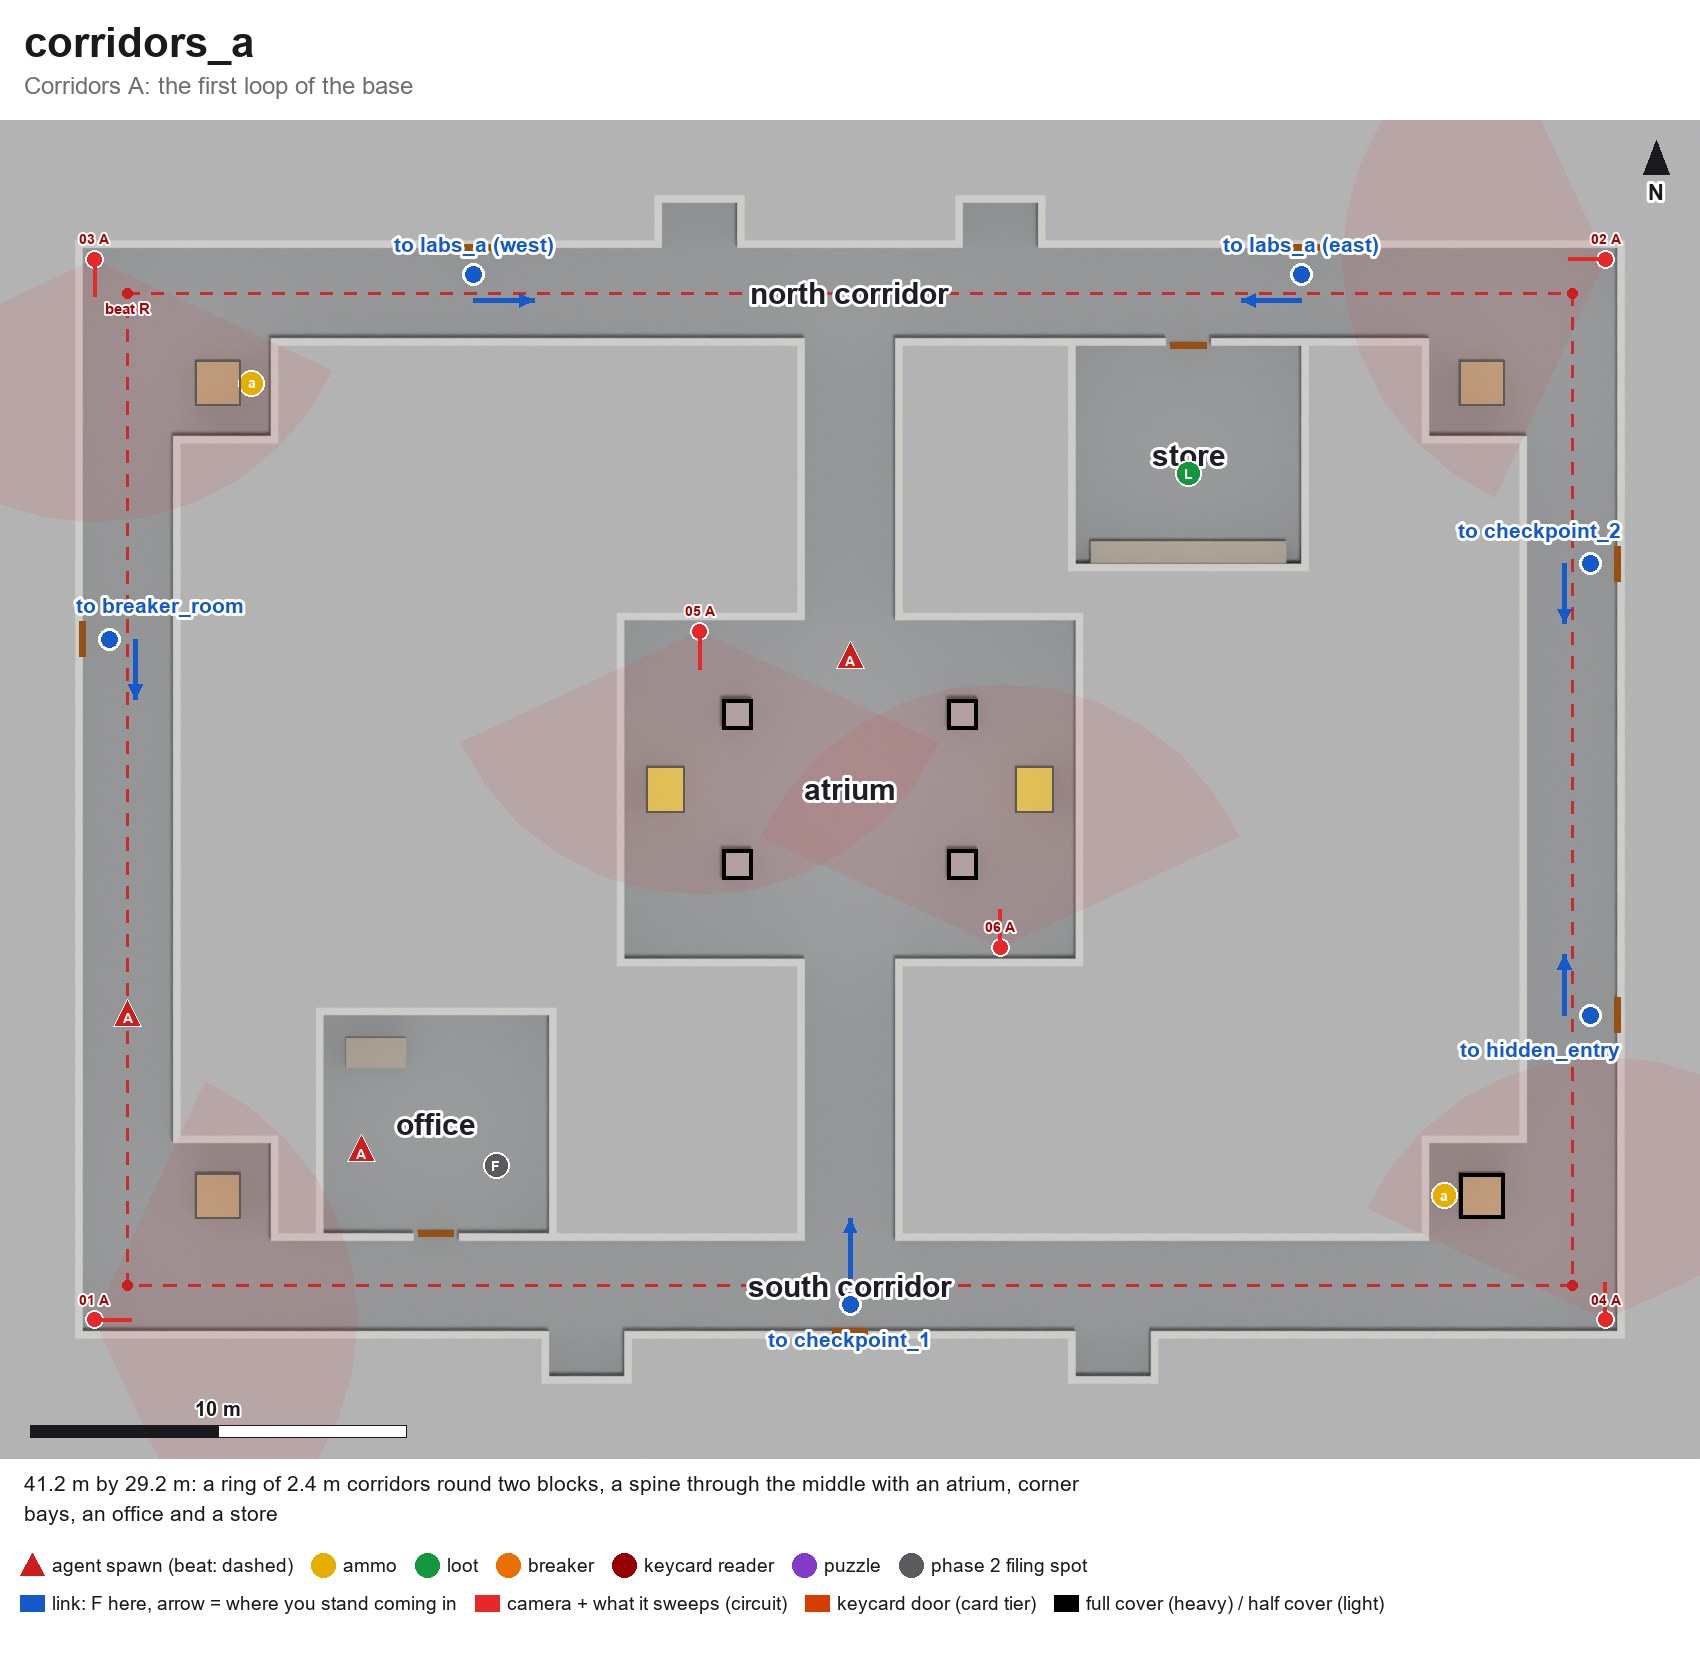 corridors_a
Corridors A: the first loop of the base
N
03 A
to labs_a (west)
to labs_a (east)
02 A
beat R
north corridor
a
store
L
to checkpoint_2
to breaker_room
05 A
A
atrium
06 A
A
to hidden_entry
office
A
F
a
01 A
south corridor
04 A
to checkpoint_1
10 m
41.2 m by 29.2 m: a ring of 2.4 m corridors round two blocks, a spine through the middle with an atrium, corner
bays, an office and a store
agent spawn (beat: dashed)
ammo
loot
breaker
keycard reader
puzzle
phase 2 filing spot
link: F here, arrow = where you stand coming in
camera + what it sweeps (circuit)
keycard door (card tier)
full cover (heavy) / half cover (light)